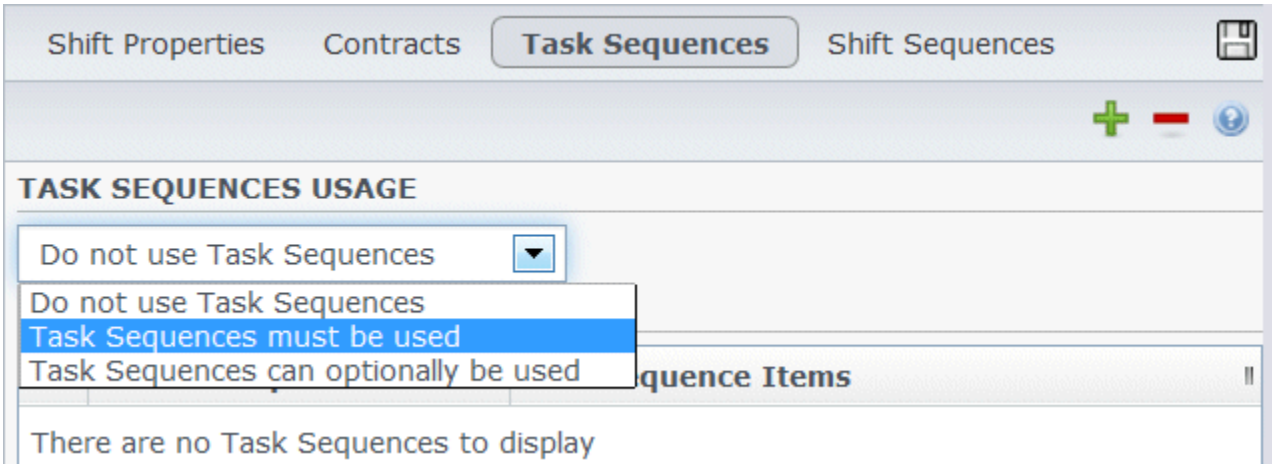 Shift Properties Contracts Task Sequences Shift Sequences
TASK SEQUENCES USAGE
Do not use Task Sequences
Do not use Task Sequences
Task Sequences must be used
Task Sequences can optionally be used
Items
There are no Task Sequences to display